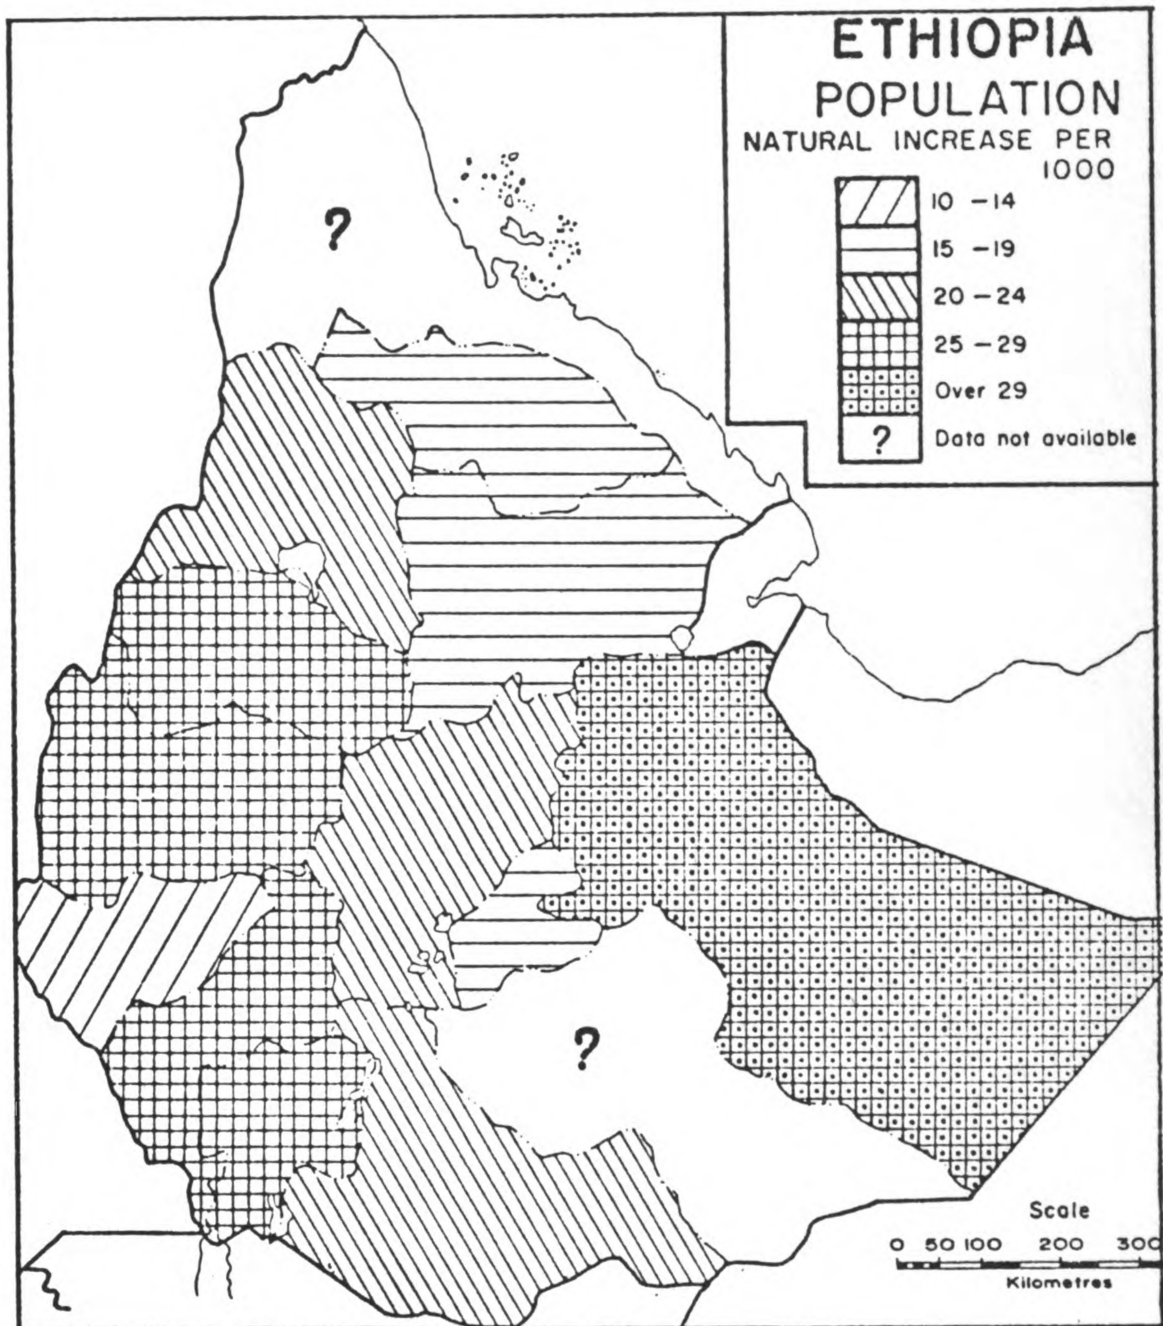 ETHIOPIA
POPULATION
NATURAL INCREASE PER
1000
10 – 14
15 – 19
20 – 24
25 – 29
Over 29
? Data not available
?
?
Scale
0 50 100 200 300
Kilometres